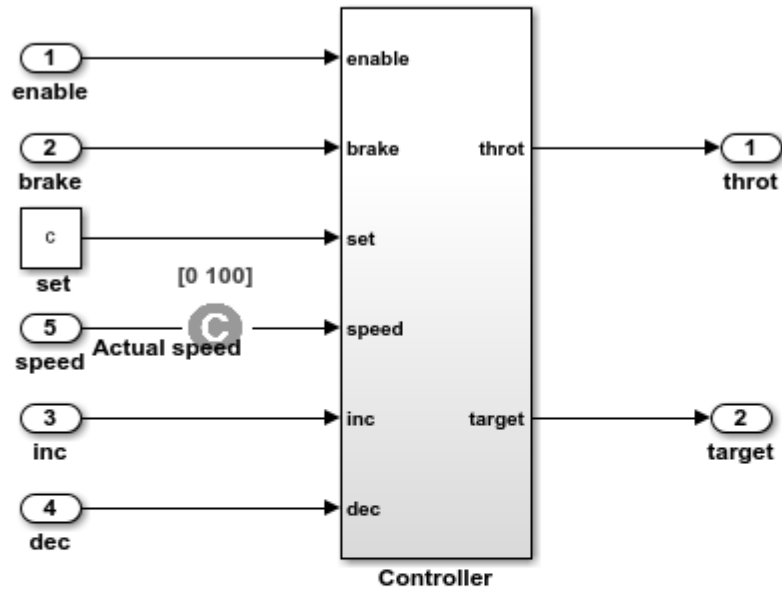 1
enable
enable
2
brake
brake
throt
1
throt
c
set
set
[0 100]
5
speed
Actual speed
C
speed
3
inc
inc
target
2
target
4
dec
dec
Controller